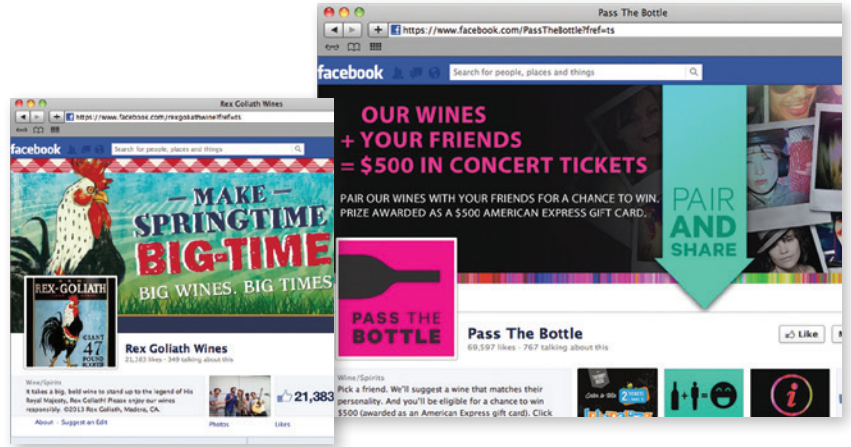 Rex Goliath Wines
https://www.facebook.com/rexgoliathwine?fref=ts
facebook
Search for people, places and things
MAKE
SPRINGTIME
BIG-TIME
BIG WINES. BIG TIMES
REX-GOLIATH
GIANT
47
POUND
ROOSTER
Rex Goliath Wines
21,383 likes · 349 talking about this
Wine/Spirits
It takes a big, bold wine to stand up to the legend of His
Royal Majesty, Rex Goliath! Please enjoy our wines
responsibly. ©2013 Rex Goliath, Madera, CA.
About · Suggest an Edit
Photos
21,383
Likes
Pass The Bottle
https://www.facebook.com/PassTheBottle?fref=ts
facebook
Search for people, places and things
OUR WINES
+ YOUR FRIENDS
= $500 IN CONCERT TICKETS
PAIR OUR WINES WITH YOUR FRIENDS FOR A CHANCE TO WIN.
PRIZE AWARDED AS A $500 AMERICAN EXPRESS GIFT CARD.
PAIR
AND
SHARE
PASS THE
BOTTLE
Pass The Bottle
69,597 likes · 767 talking about this
Like
Wine/Spirits
Pick a friend. We'll suggest a wine that matches their
personality. And you'll be eligible for a chance to win
$500 (awarded as an American Express gift card). Click
2 TICKETS